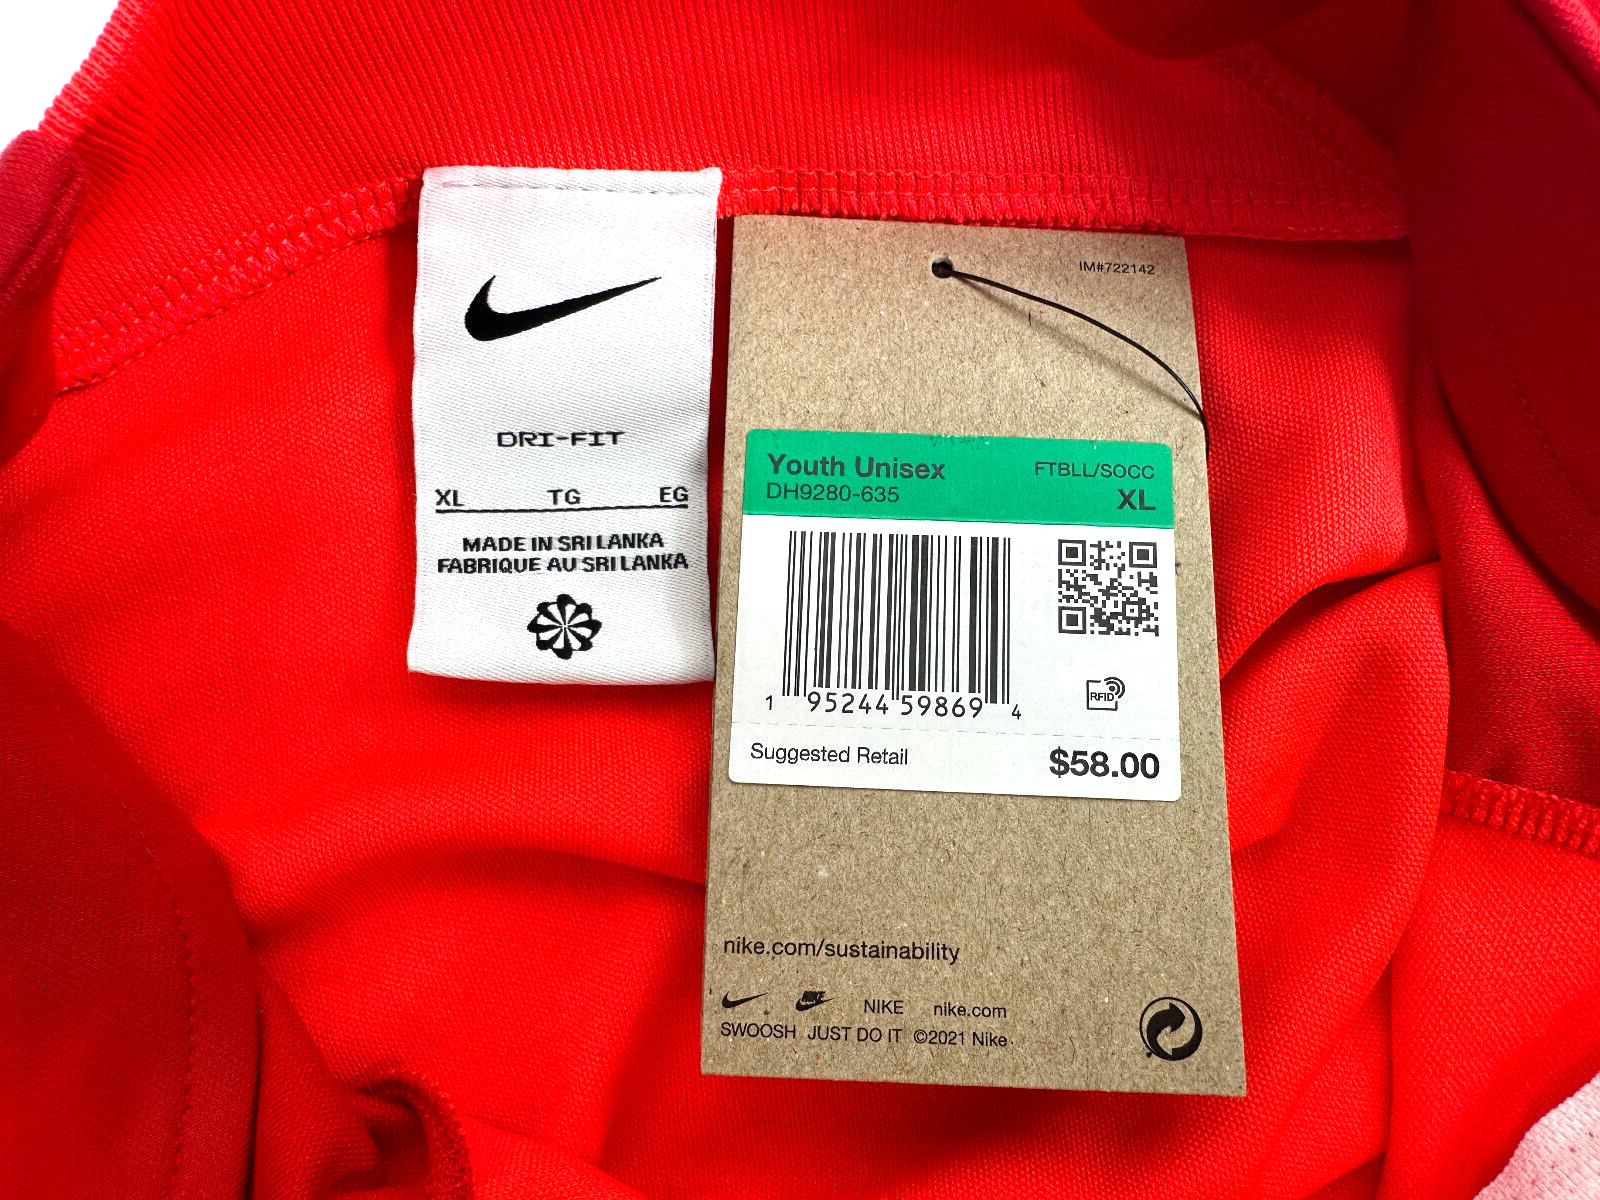 DRI-FIT
XL TG EG
MADE IN SRI LANKA
FABRIQUE AU SRI LANKA
IM#722142
Youth Unisex FTBLL/SOCC
DH9280-635 XL
1 95244 59869 4
RFID
Suggested Retail $58.00
nike.com/sustainability
NIKE NIKE nike.com
SWOOSH JUST DO IT ©2021 Nike.